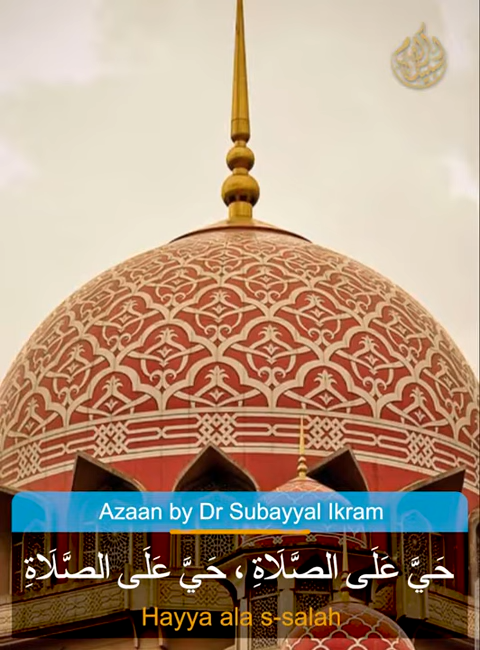 Azaan by Dr Subayyal Ikram
حَيَّ عَلَى الصَّلَاةِ ، حَيَّ عَلَى الصَّلَاةِ
Hayya ala s-salah